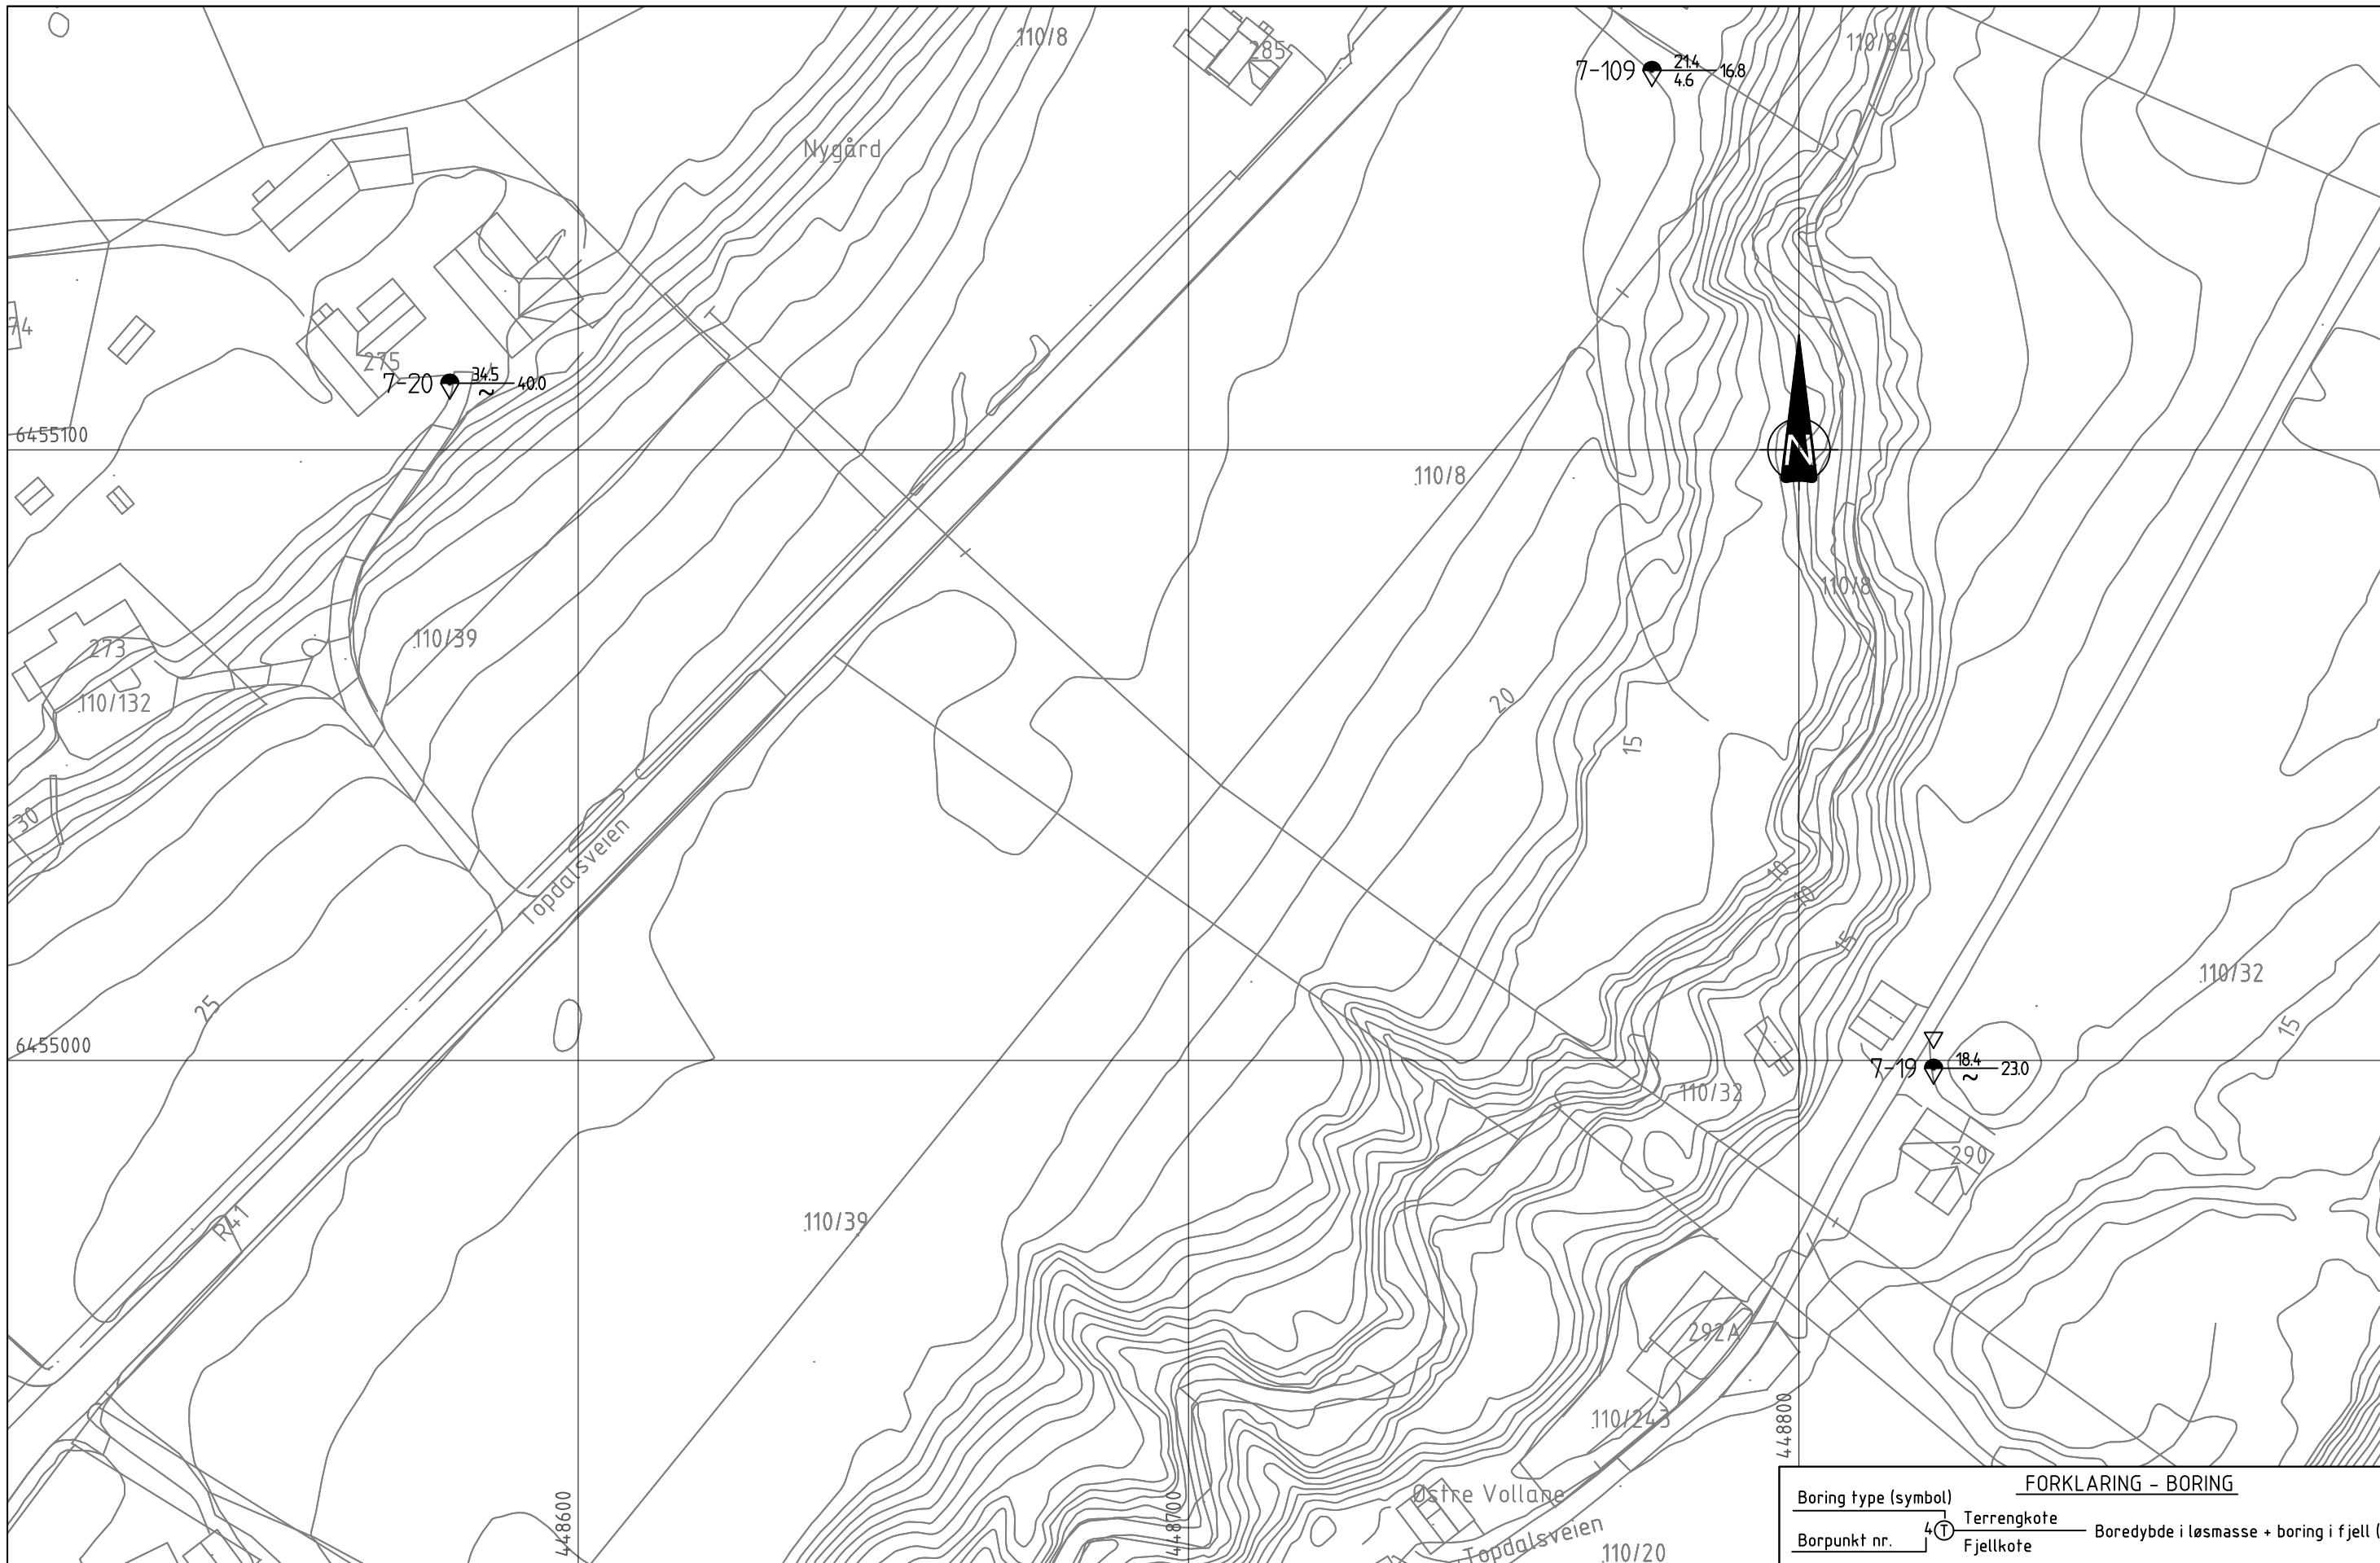 110/8
285
110/82
7-109 21.4 16.8
4.6
Nygård
74
275
7-20 34.5 40.0
~
6455100
N
110/8
110/8
273
110/39
110/132
20
15
30
Topdalsveien
10
10
15
25
110/32
15
6455000
7-19 18.4 23.0
~
110/32
290
R41
110/39
292A
110/243
448600
448700
448800
Østre Vollane
Topdalsveien
110/20
FORKLARING - BORING
Boring type (symbol)
Terrengkote
Borpunkt nr. 4 T Boredybde i løsmasse + boring i fjell (
Fjellkote